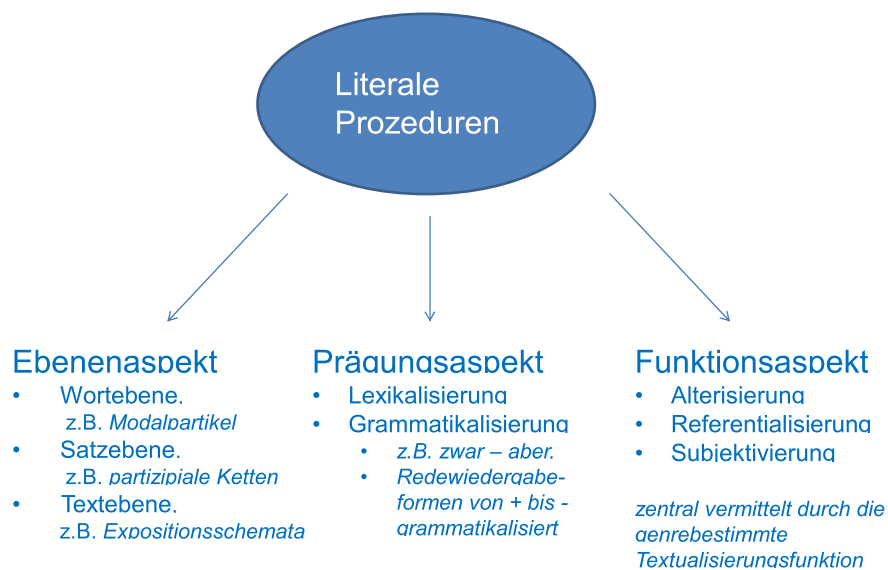 Literale
Prozeduren
Ebenenaspekt
• Wortebene.
z.B. Modalpartikel
• Satzebene.
z.B. partizipiale Ketten
• Textebene.
z.B. Expositionsschemata
Prägungsaspekt
• Lexikalisierung
• Grammatikalisierung
• z.B. zwar – aber.
• Redewiedergabe-
formen von + bis -
grammatikalisiert
Funktionsaspekt
• Alterisierung
• Referentialisierung
• Subjektivierung
zentral vermittelt durch die
genrebestimmte
Textualisierungsfunktion